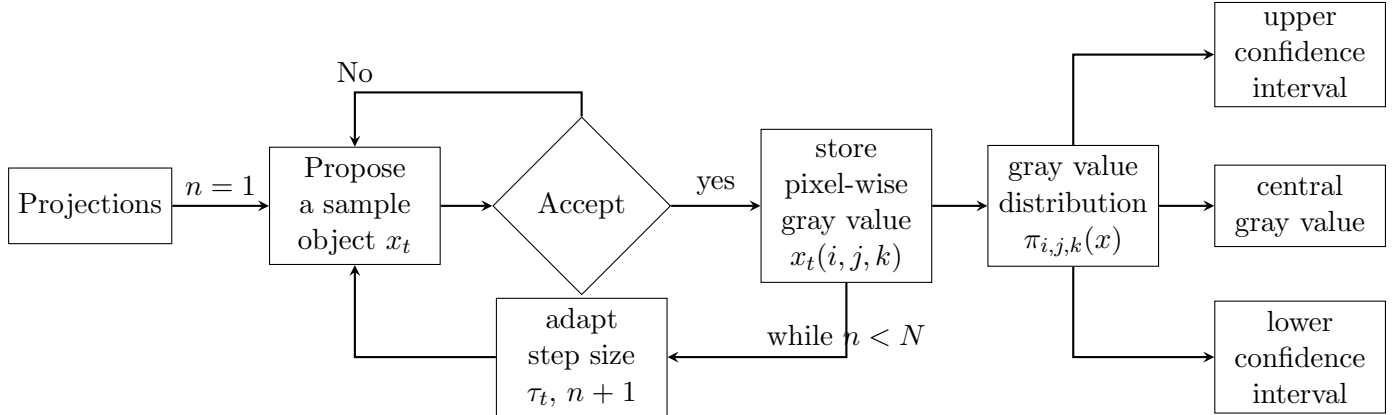 Projections
n = 1
No
Propose
a sample
object x_t
Accept
yes
store
pixel-wise
gray value
x_t(i, j, k)
while n < N
adapt
step size
τ_t, n + 1
gray value
distribution
π_{i,j,k}(x)
upper
confidence
interval
central
gray value
lower
confidence
interval